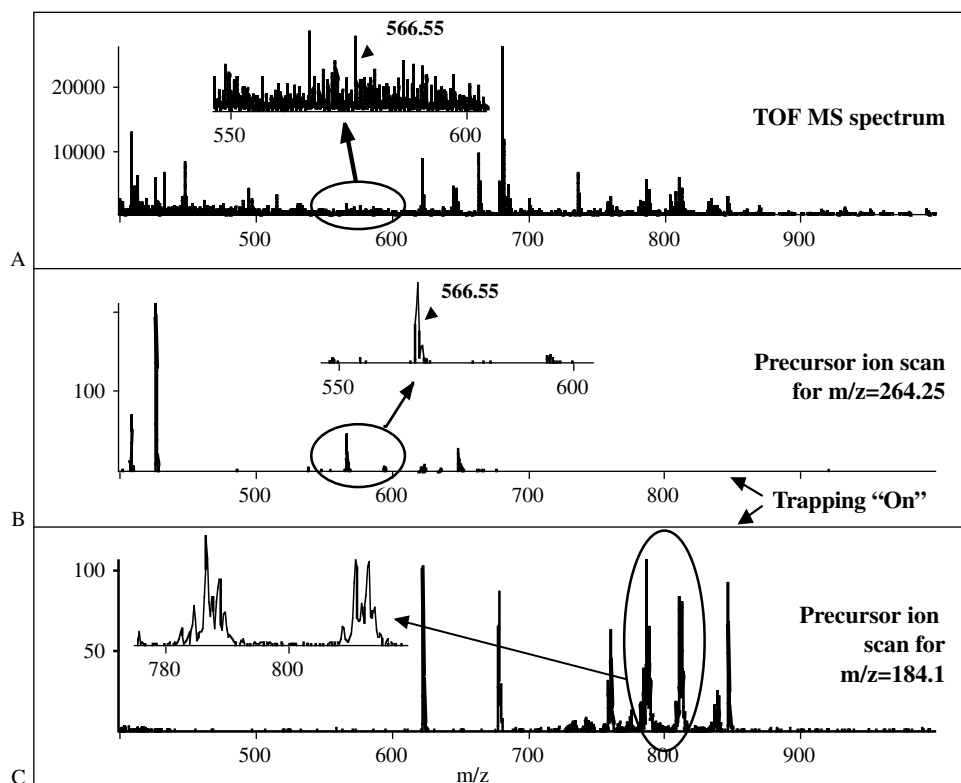 566.55
20000
550
600
TOF MS spectrum
10000
500
600
700
800
900
A
566.55
100
550
600
Precursor ion scan
for m/z=264.25
500
600
700
800
900
Trapping “On”
B
100
780
800
Precursor ion
scan for
m/z=184.1
50
500
600
700
800
900
m/z
C